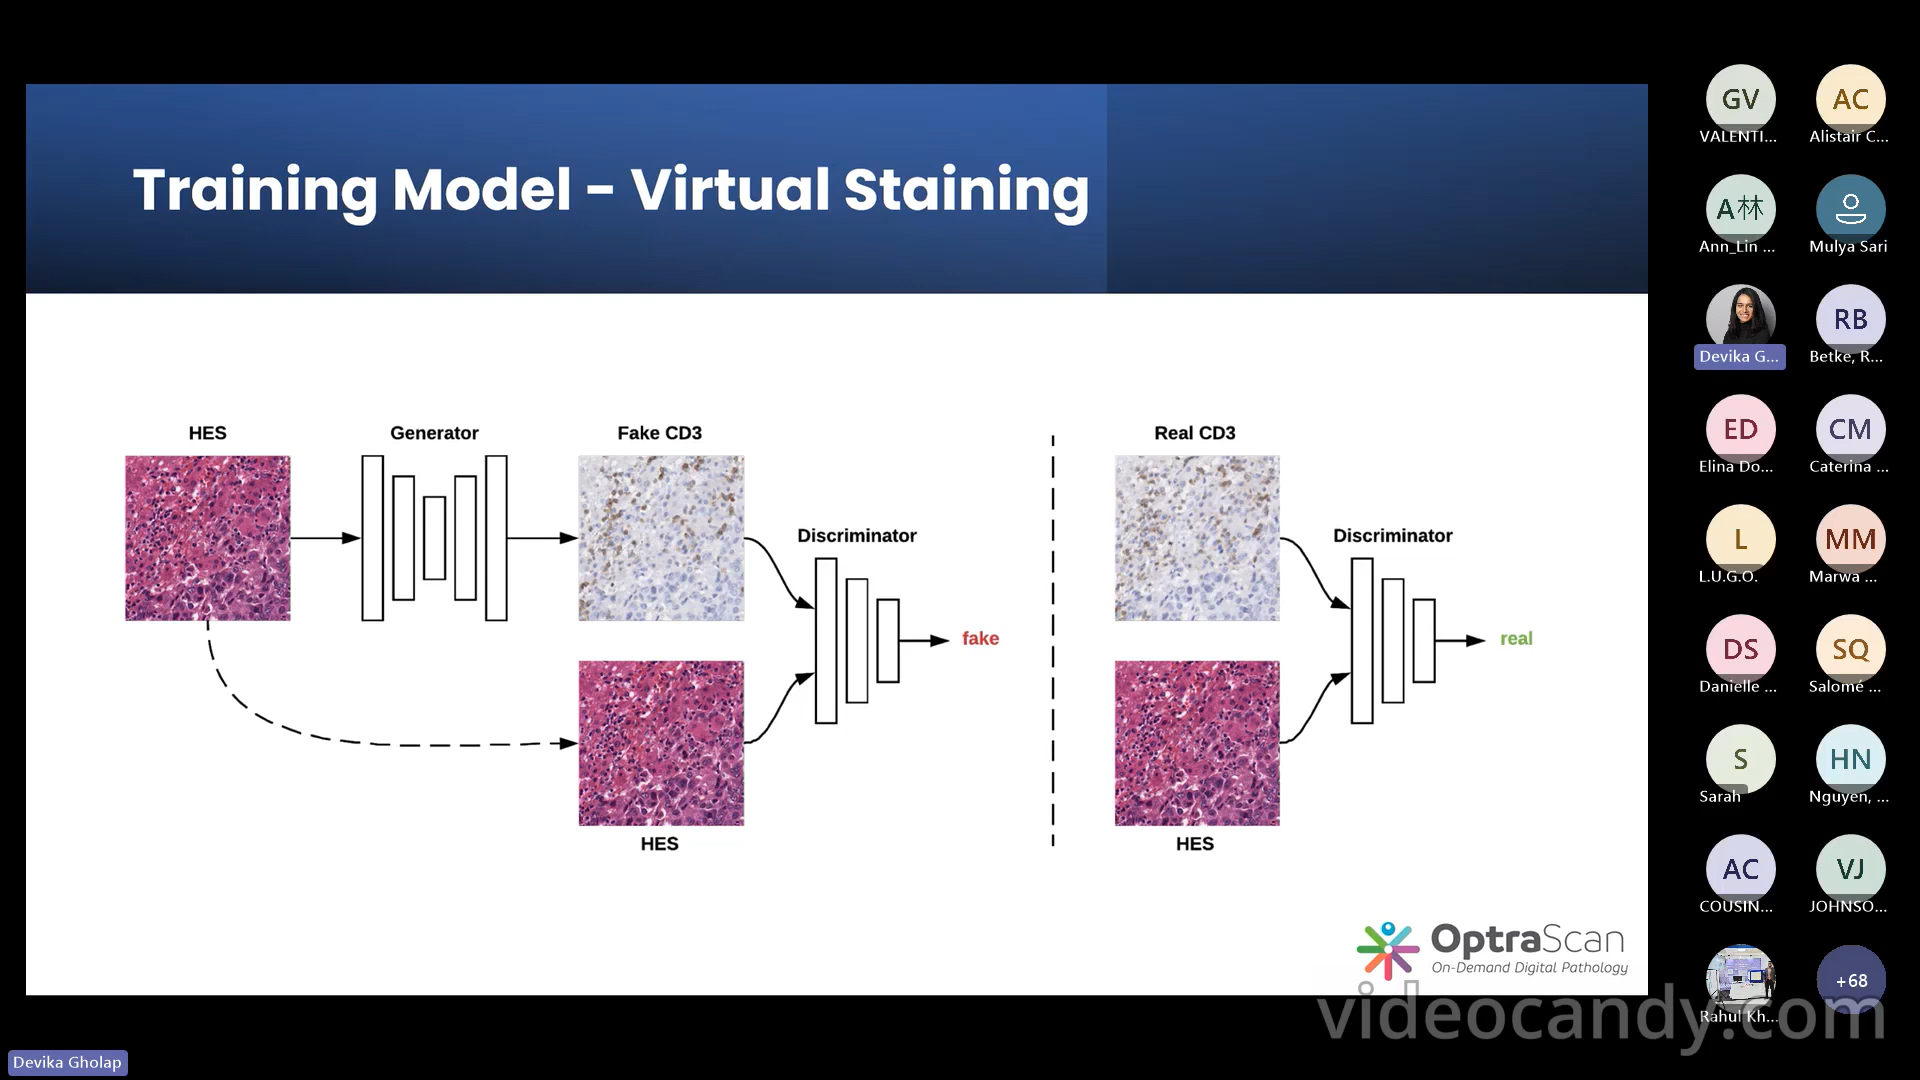 Training Model - Virtual Staining
HES
Generator
Fake CD3
Real CD3
Discriminator
Discriminator
fake
real
HES
HES
OptraScan
On-Demand Digital Pathology
GV
AC
VALENTI...
Alistair C...
A林
Ann_Lin ...
Mulya Sari
RB
Devika G...
Betke, R...
ED
CM
Elina Do...
Caterina ...
L
MM
L.U.G.O.
Marwa ...
DS
SQ
Danielle ...
Salomé ...
S
HN
Sarah
Nguyen, ...
AC
VJ
COUSIN...
JOHNSO...
+68
Rahul Kh...
videocandy.com
Devika Gholap